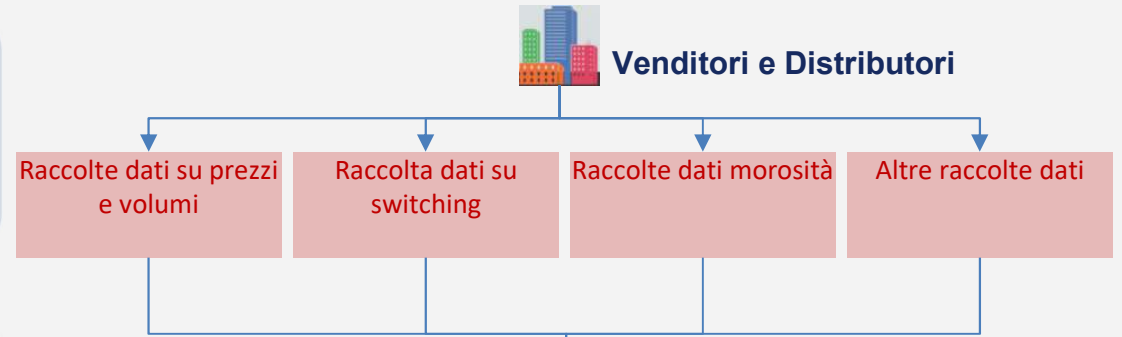 Venditori e Distributori
Raccolte dati su prezzi
e volumi
Raccolta dati su
switching
Raccolte dati morosità
Altre raccolte dati